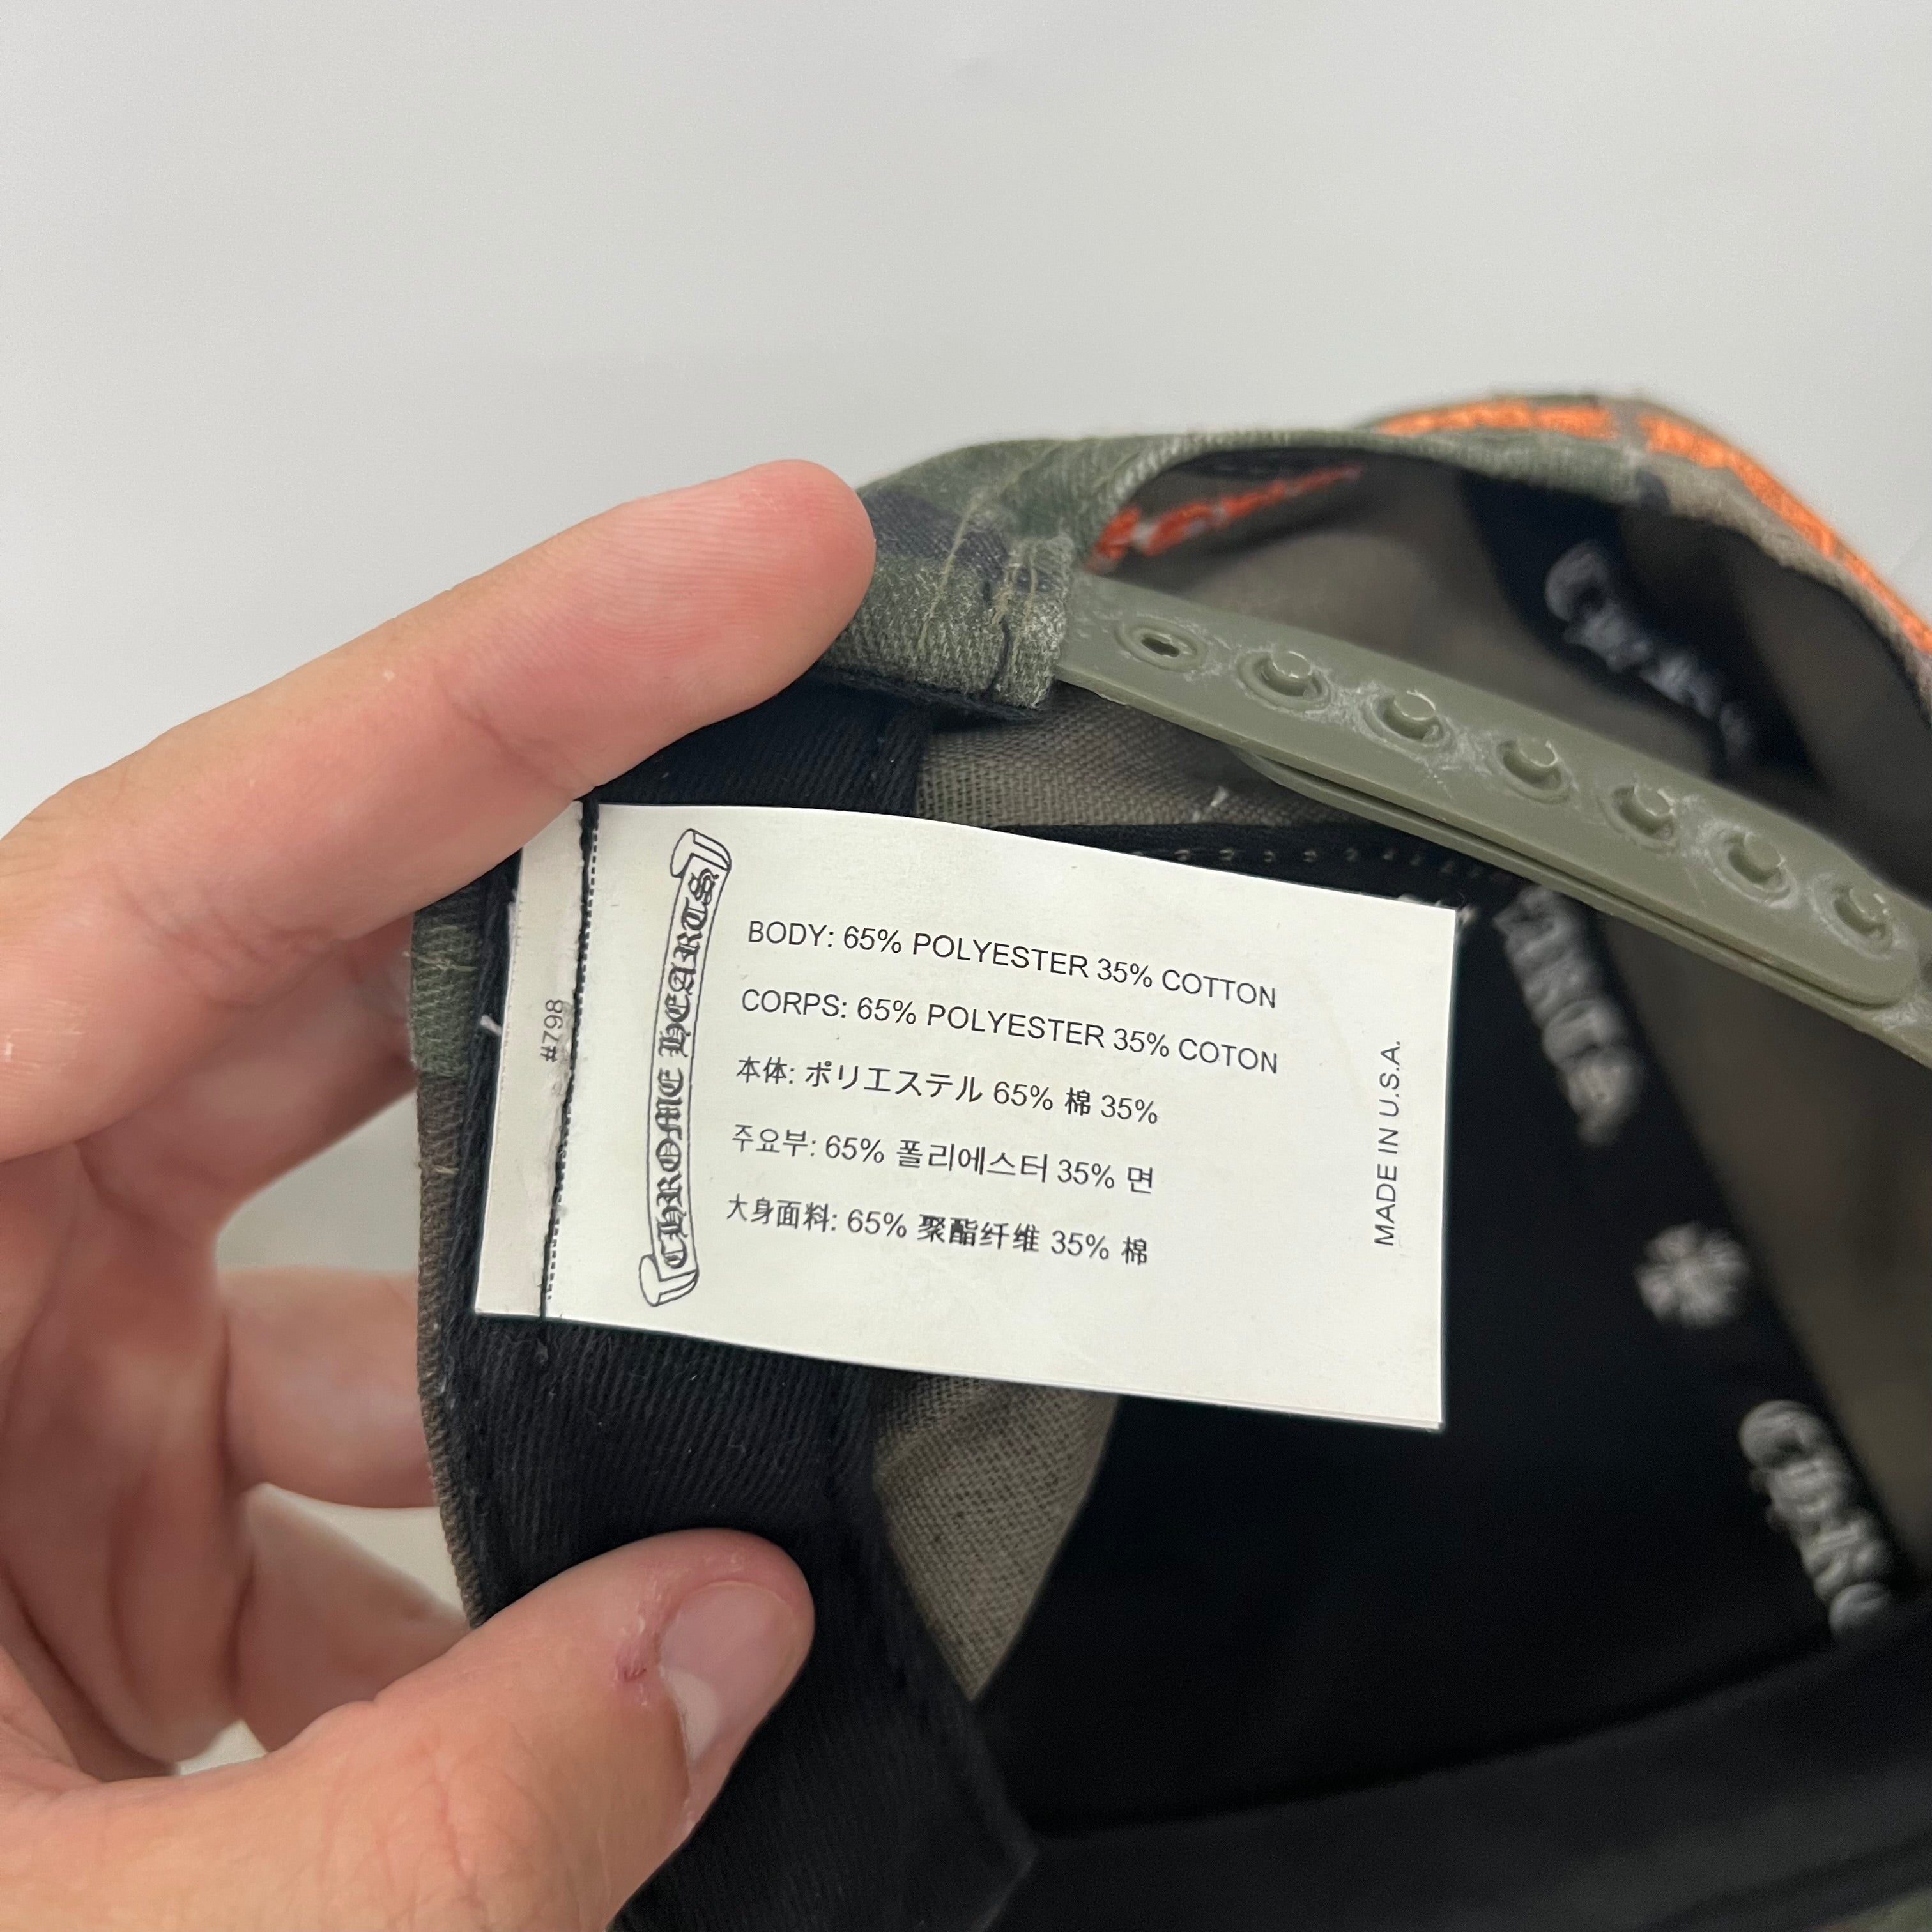 #798
CHROME HEARTS
BODY: 65% POLYESTER 35% COTTON
CORPS: 65% POLYESTER 35% COTON
本体: ポリエステル 65% 棉 35%
주요부: 65% 폴리에스터 35% 면
大身面料: 65% 聚酯纤维 35% 棉
MADE IN U.S.A.